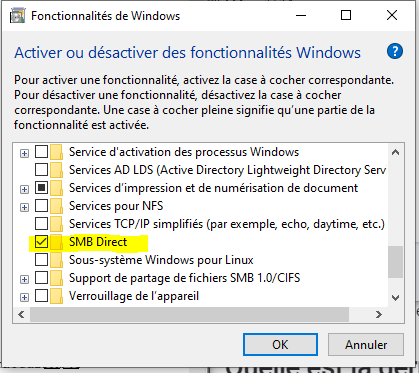 Fonctionnalités de Windows
Activer ou désactiver des fonctionnalités Windows
Pour activer une fonctionnalité, activez la case à cocher correspondante.
Pour désactiver une fonctionnalité, désactivez la case à cocher
correspondante. Une case à cocher pleine signifie qu'une partie de la
fonctionnalité est activée.
Service d'activation des processus Windows
Services AD LDS (Active Directory Lightweight Directory Serv
Services d'impression et de numérisation de document
Services pour NFS
Services TCP/IP simplifiés (par exemple, echo, daytime, etc.)
SMB Direct
Sous-système Windows pour Linux
Support de partage de fichiers SMB 1.0/CIFS
Verrouillage de l'appareil
OK
Annuler
Quelle est la der